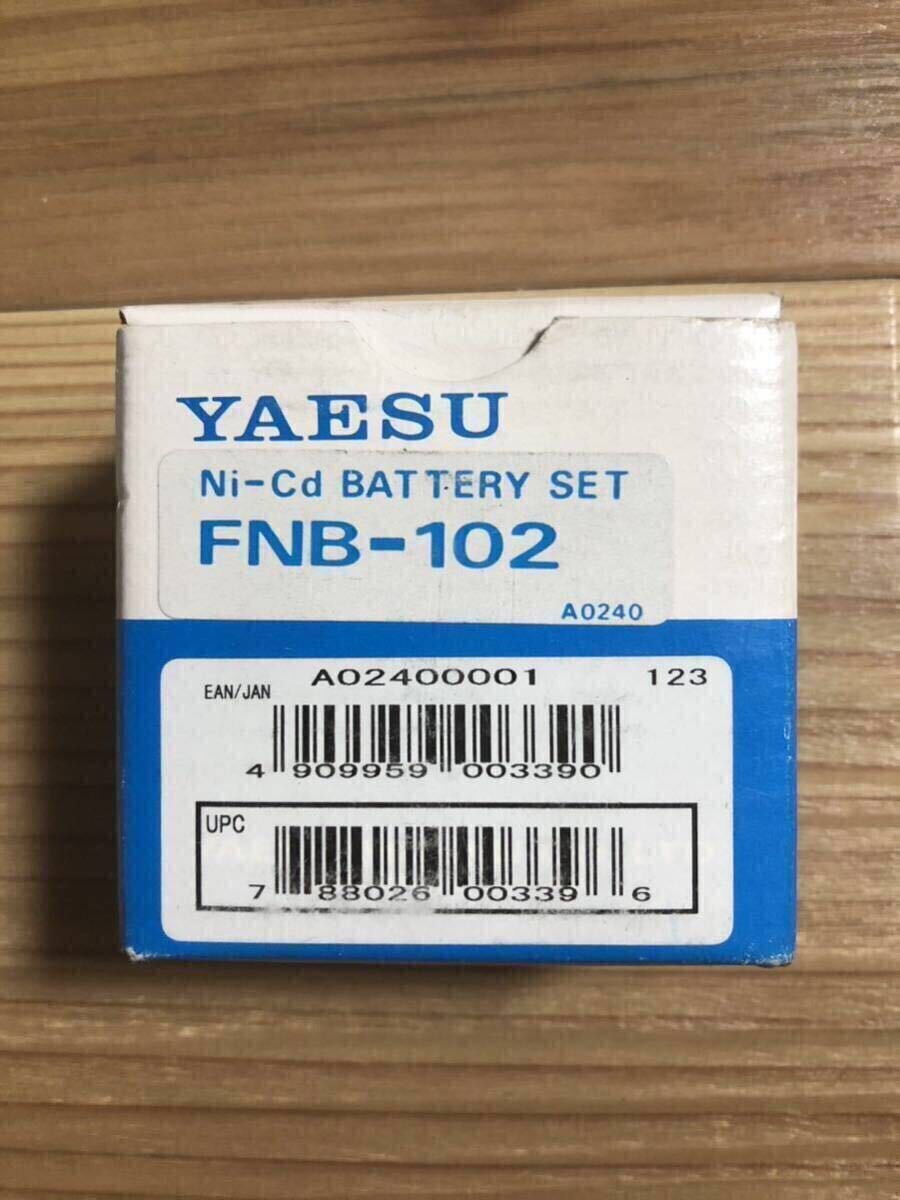 YAESU
Ni-Cd BATTERY SET
FNB-102
A0240
A02400001 123
EAN/JAN
4 909959 003390
UPC
7 88026 00339 6